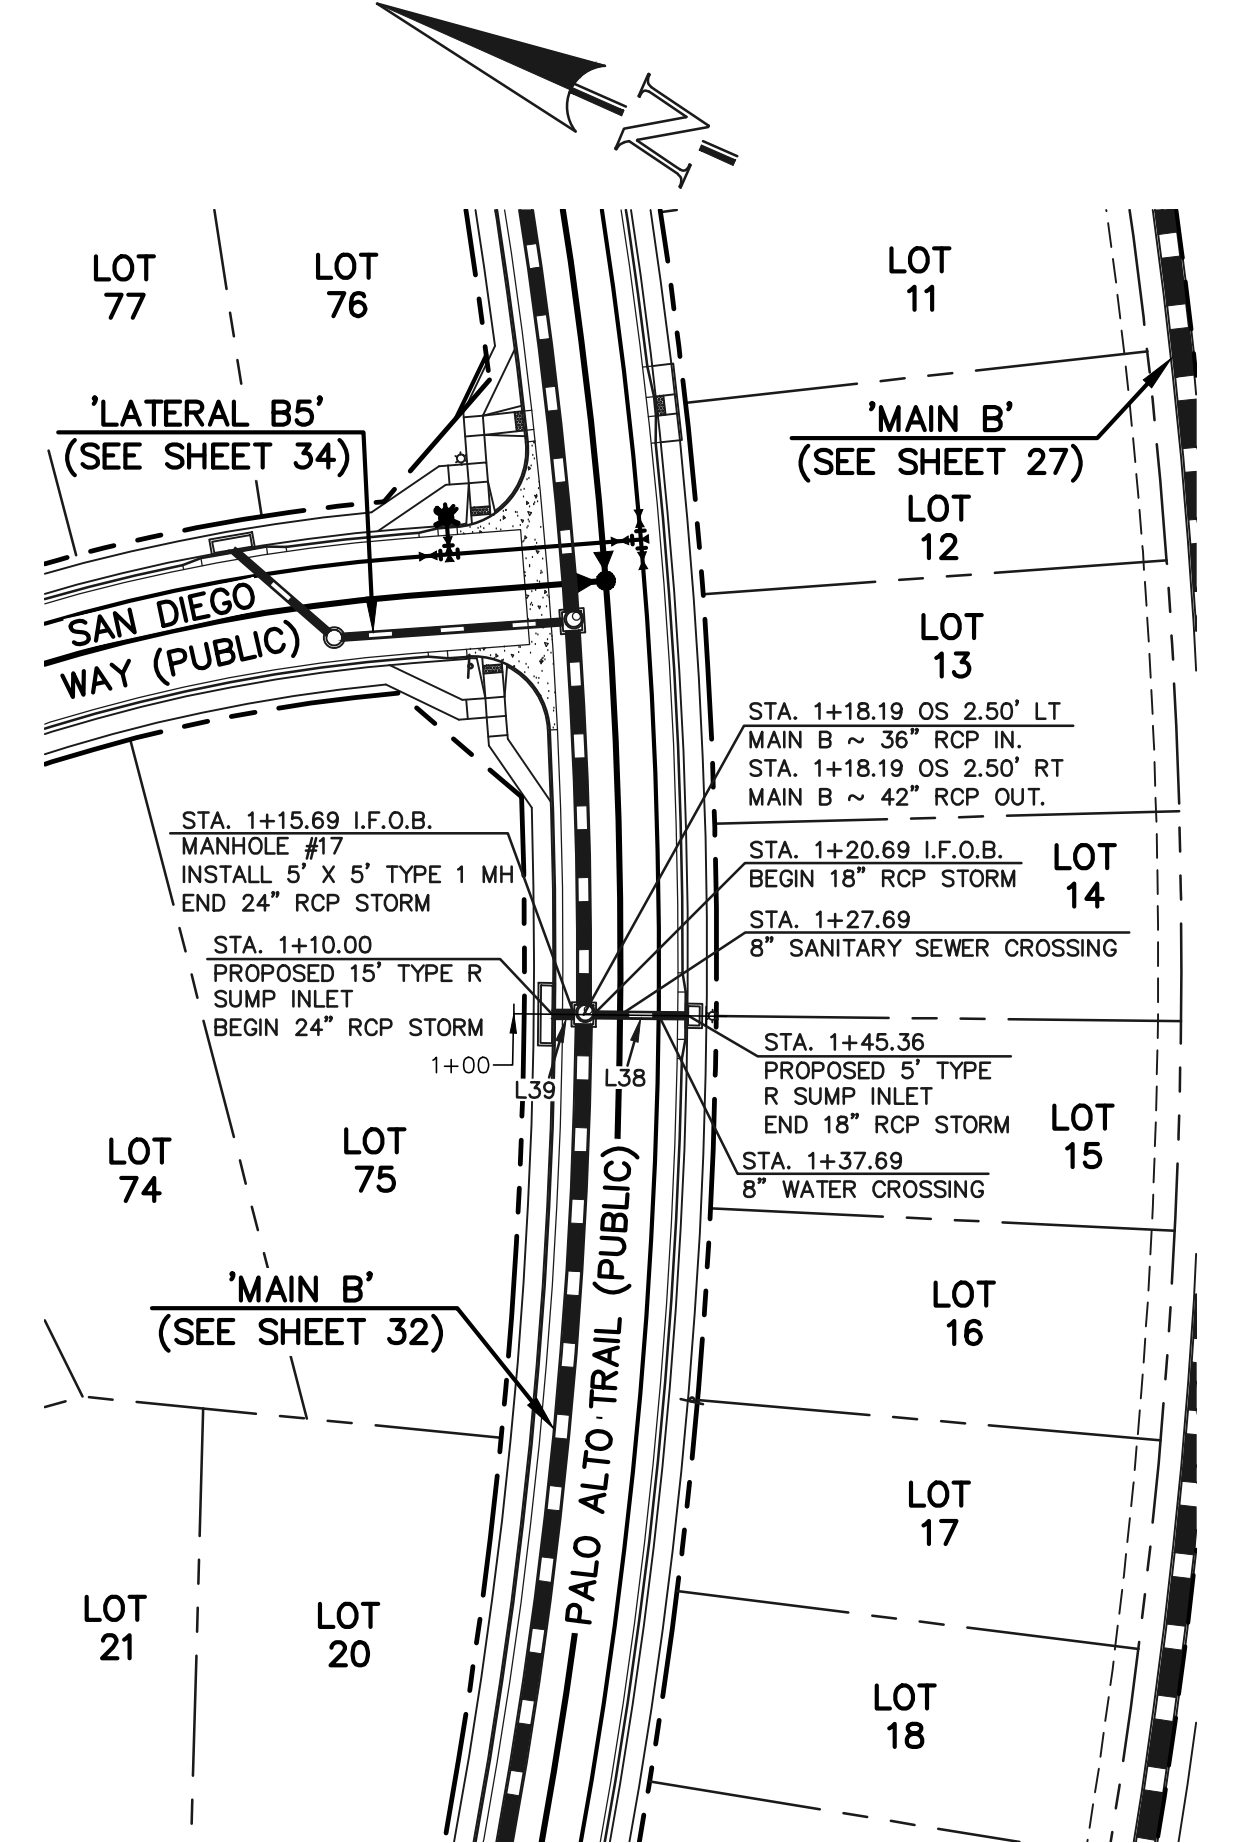 N
LOT
77
LOT
76
LOT
11
'LATERAL B5'
(SEE SHEET 34)
'MAIN B'
(SEE SHEET 27)
LOT
12
SAN DIEGO
WAY (PUBLIC)
LOT
13
STA. 1+18.19 OS 2.50' LT
MAIN B ~ 36" RCP IN.
STA. 1+18.19 OS 2.50' RT
MAIN B ~ 42" RCP OUT.
STA. 1+15.69 I.F.O.B.
MANHOLE #17
INSTALL 5' X 5' TYPE 1 MH
END 24" RCP STORM
STA. 1+20.69 I.F.O.B.
BEGIN 18" RCP STORM
LOT
14
STA. 1+27.69
8" SANITARY SEWER CROSSING
STA. 1+10.00
PROPOSED 15' TYPE R
SUMP INLET
BEGIN 24" RCP STORM
1+00
L39
L38
STA. 1+45.36
PROPOSED 5' TYPE
R SUMP INLET
END 18" RCP STORM
LOT
15
STA. 1+37.69
8" WATER CROSSING
LOT
74
LOT
75
'MAIN B'
(SEE SHEET 32)
PALO ALTO TRAIL (PUBLIC)
LOT
16
LOT
17
LOT
21
LOT
20
LOT
18